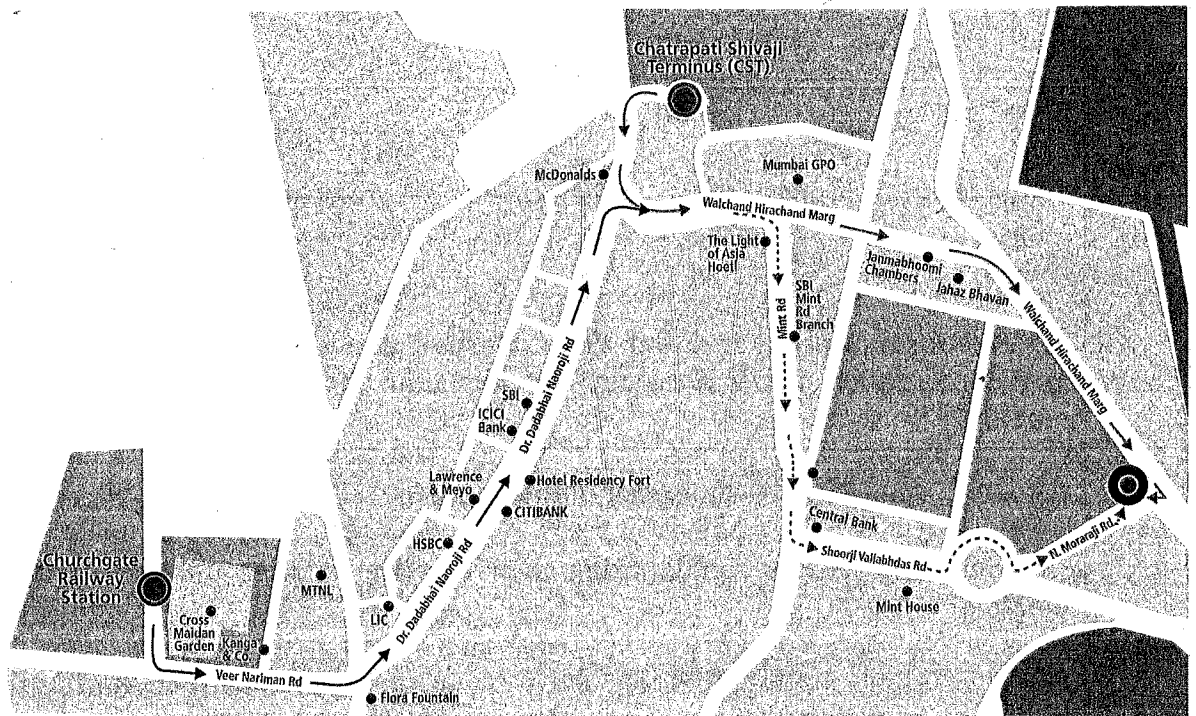 Chatrapati Shivaji
Terminus (CST)
McDonalds
Mumbai GPO
Walchand Hirachand Marg
The Light
of Asia
Hoetl
Janmabhoomi
Chambers
Jahaz Bhavan
SBI
Mint
Rd
Branch
Mint Rd
Walchand Hirachand Marg
Dr. Dadabhai Naoroji Rd
SBI
ICICI
Bank
Lawrence
& Meyo
Hotel Residency Fort
CITIBANK
HSBC
Central Bank
Shoorji Vallabhdas Rd
N. Moraraji Rd.
Mint House
Churchgate
Railway
Station
Cross
Maidan
Garden
Kanga
& Co
MTNL
LIC
Dr. Dadabhai Naoroji Rd
Veer Nariman Rd
Flora Fountain